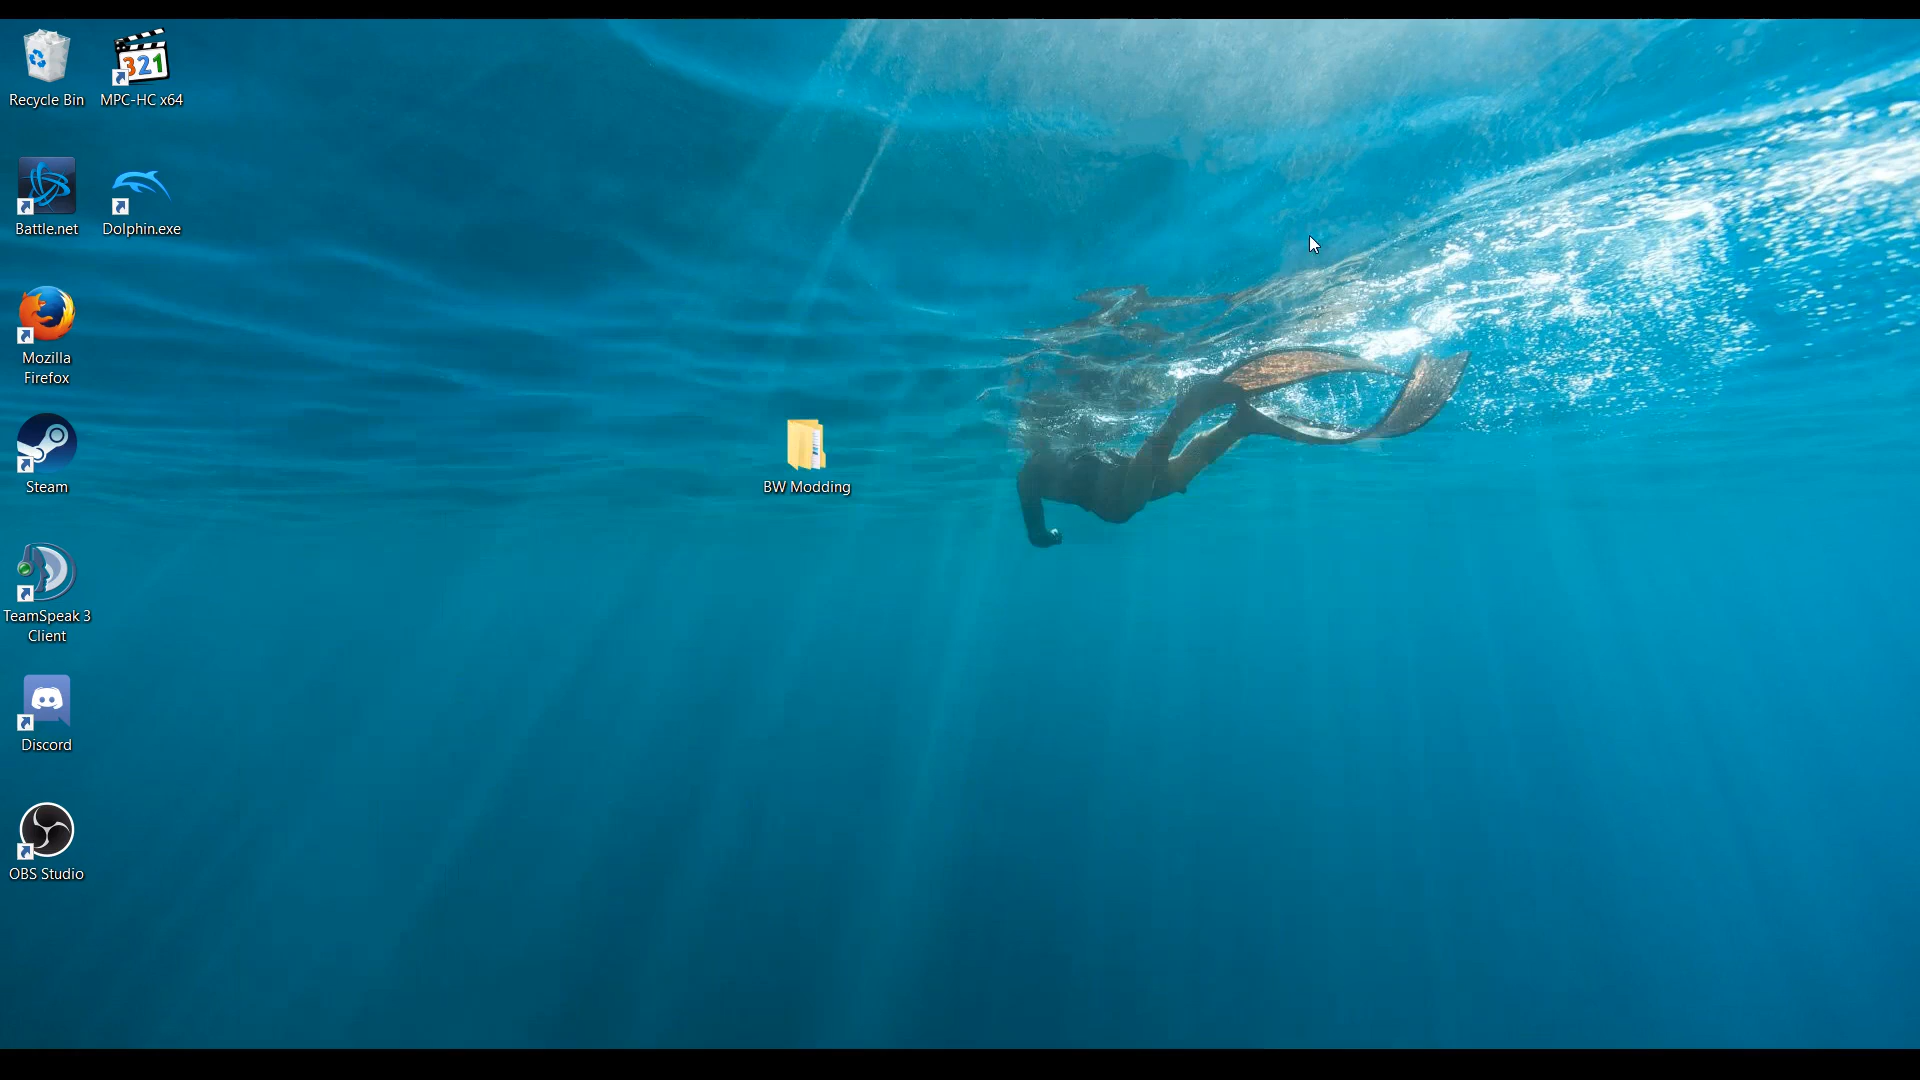 Recycle Bin
MPC-HC x64
321
Battle.net
Dolphin.exe
Mozilla
Firefox
Steam
BW Modding
TeamSpeak 3
Client
Discord
OBS Studio